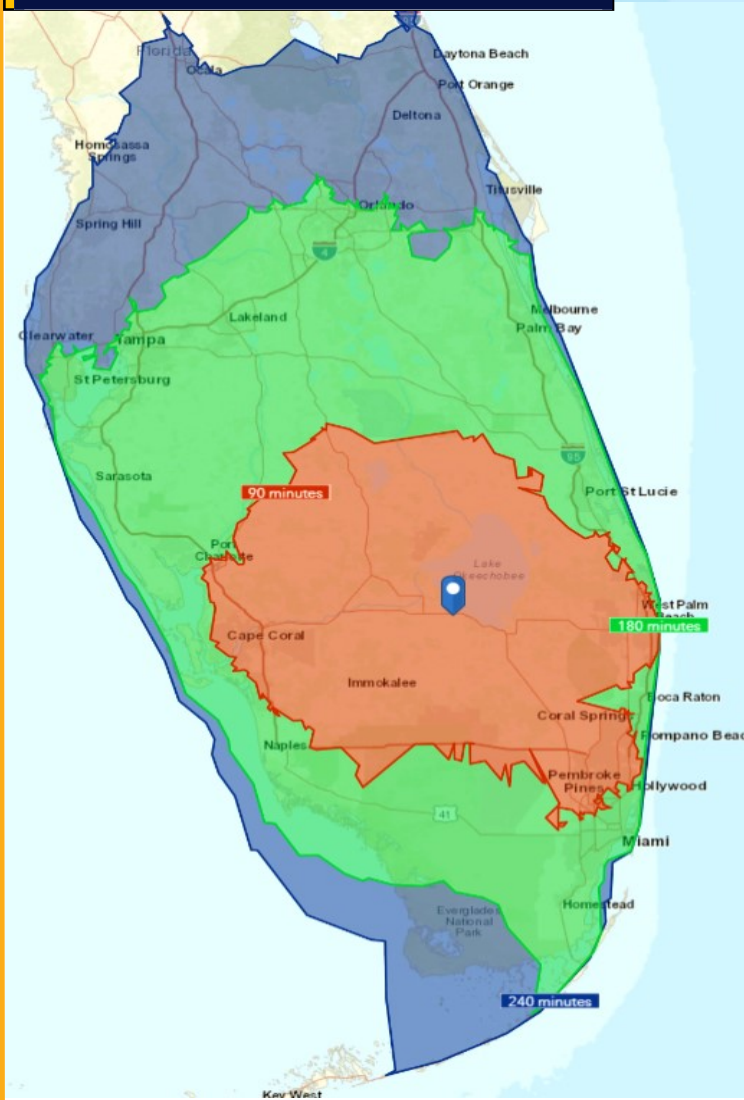 Florida
Ocala
Daytona Beach
Port Orange
Deltona
Homosassa
Springs
Titusville
Orlando
Spring Hill
4
Melbourne
Lakeland
Palm Bay
Clearwater
Tampa
St Petersburg
95
Sarasota
90 minutes
Port St Lucie
Port
Charlotte
Lake
Okeechobee
West Palm
Beach
180 minutes
Cape Coral
Immokalee
Boca Raton
Coral Springs
Naples
Pompano Beac
Pembroke
Pines
Hollywood
41
Miami
Homestead
Everglades
National
Park
240 minutes
Key West